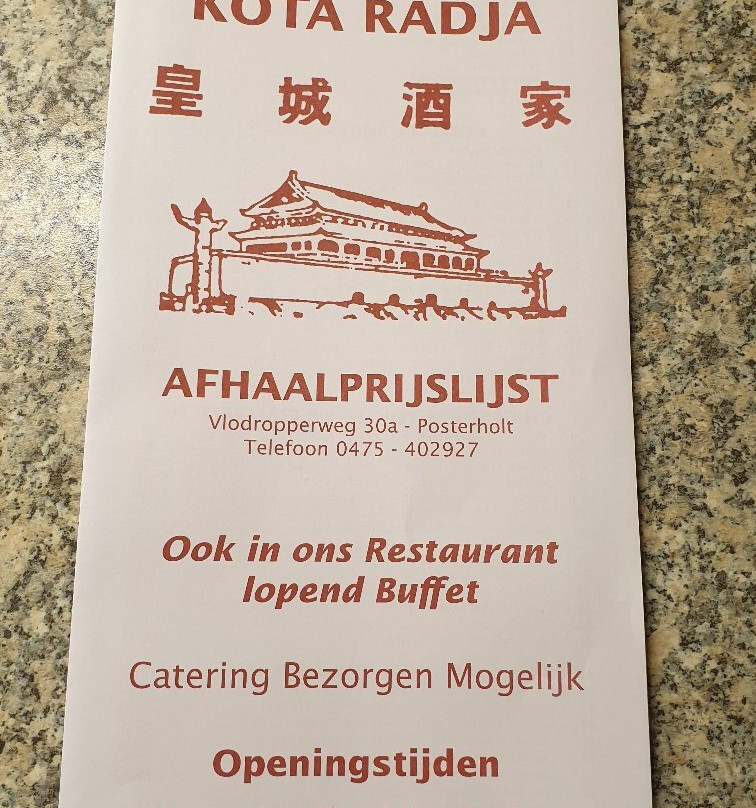 KOTA RADJA
皇城酒家
AFHAALPRIJSLIJST
Vlodropperweg 30a - Posterholt
Telefoon 0475 - 402927
Ook in ons Restaurant
lopend Buffet
Catering Bezorgen Mogelijk
Openingstijden